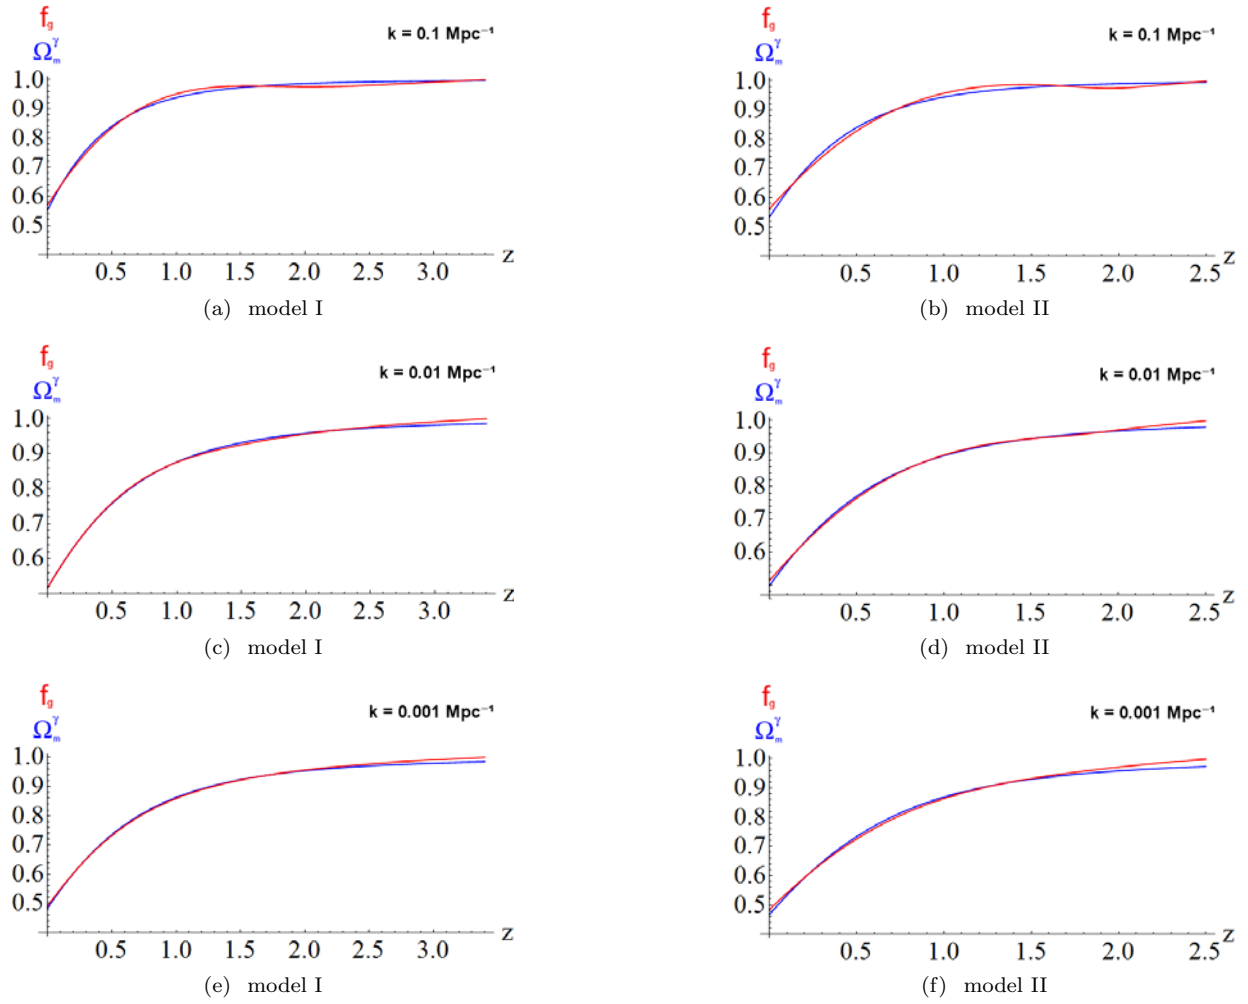 f_g
Ω_m^γ
k = 0.1 Mpc⁻¹
1.0
0.9
0.8
0.7
0.6
0.5
0.5 1.0 1.5 2.0 2.5 3.0 z
(a) model I
f_g
Ω_m^γ
k = 0.1 Mpc⁻¹
1.0
0.9
0.8
0.7
0.6
0.5
0.5 1.0 1.5 2.0 2.5 z
(b) model II
f_g
Ω_m^γ
k = 0.01 Mpc⁻¹
1.0
0.9
0.8
0.7
0.6
0.5 1.0 1.5 2.0 2.5 3.0 z
(c) model I
f_g
Ω_m^γ
k = 0.01 Mpc⁻¹
1.0
0.9
0.8
0.7
0.6
0.5 1.0 1.5 2.0 2.5 z
(d) model II
f_g
Ω_m^γ
k = 0.001 Mpc⁻¹
1.0
0.9
0.8
0.7
0.6
0.5
0.5 1.0 1.5 2.0 2.5 3.0 z
(e) model I
f_g
Ω_m^γ
k = 0.001 Mpc⁻¹
1.0
0.9
0.8
0.7
0.6
0.5
0.5 1.0 1.5 2.0 2.5 z
(f) model II